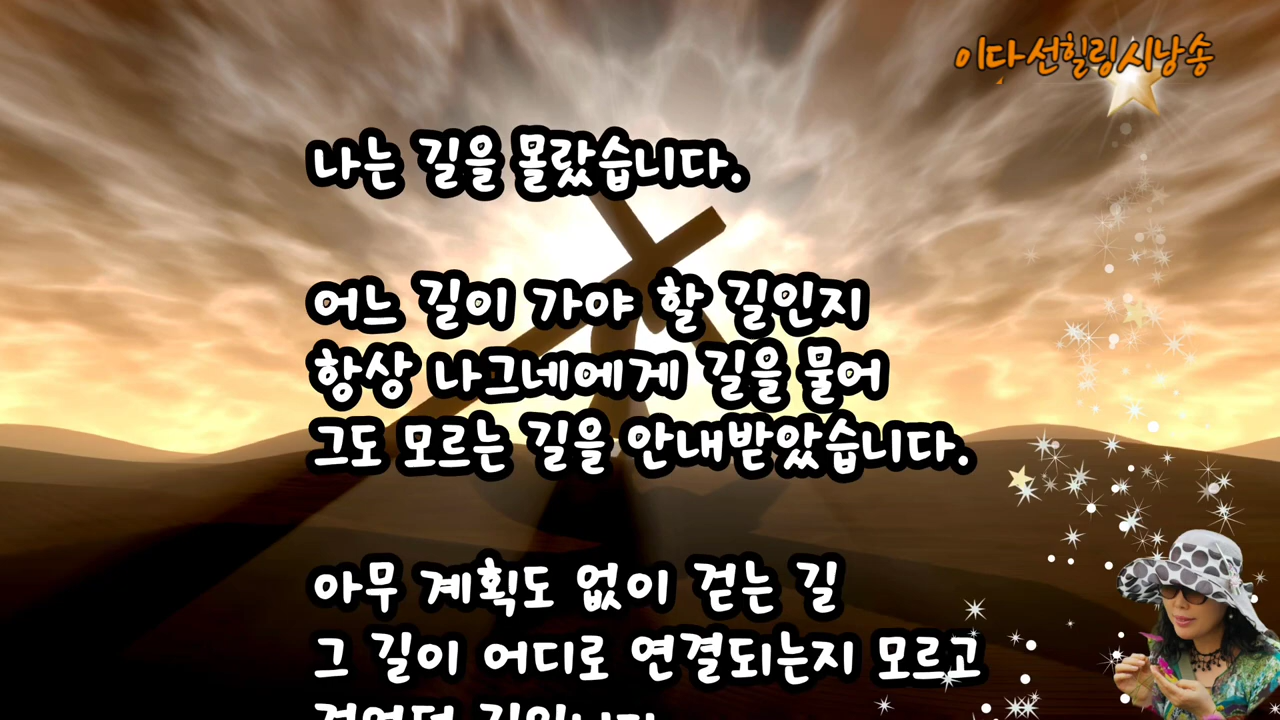 이다선힐링시낭송
나는 길을 몰랐습니다.
어느 길이 가야 할 길인지
항상 나그네에게 길을 물어
그도 모르는 길을 안내받았습니다.
아무 계획도 없이 걷는 길
그 길이 어디로 연결되는지 모르고